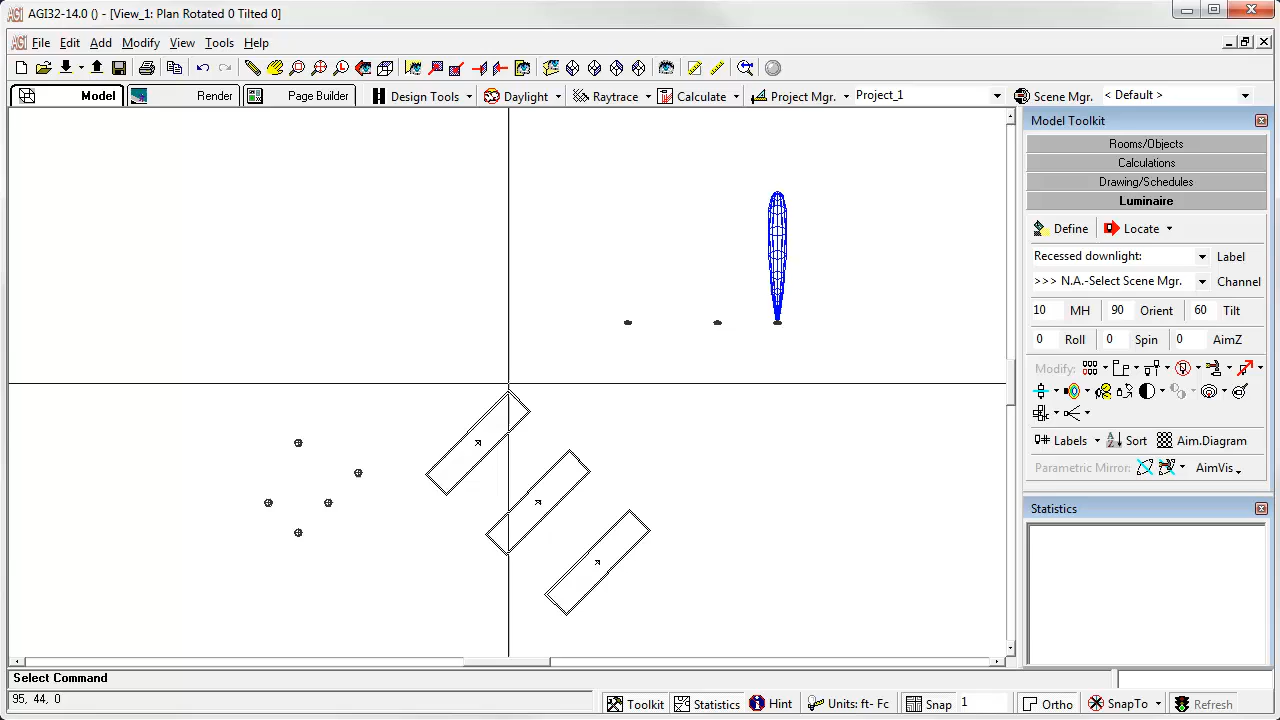 AGI AGI32-14.0 () - [View_1: Plan Rotated 0 Tilted 0]
AGI File Edit Add Modify View Tools Help
Model Render Page Builder Design Tools Daylight Raytrace Calculate Project Mgr. Project_1 Scene Mgr. < Default >
Model Toolkit
Rooms/Objects
Calculations
Drawing/Schedules
Luminaire
Define Locate
Recessed downlight: Label
>>> N.A.-Select Scene Mgr. Channel
10 MH 90 Orient 60 Tilt
0 Roll 0 Spin 0 AimZ
Modify:
Labels Sort Aim.Diagram
Parametric Mirror: AimVis
Statistics
Select Command
95, 44, 0
Toolkit Statistics Hint Units: ft- Fc Snap 1 Ortho SnapTo Refresh